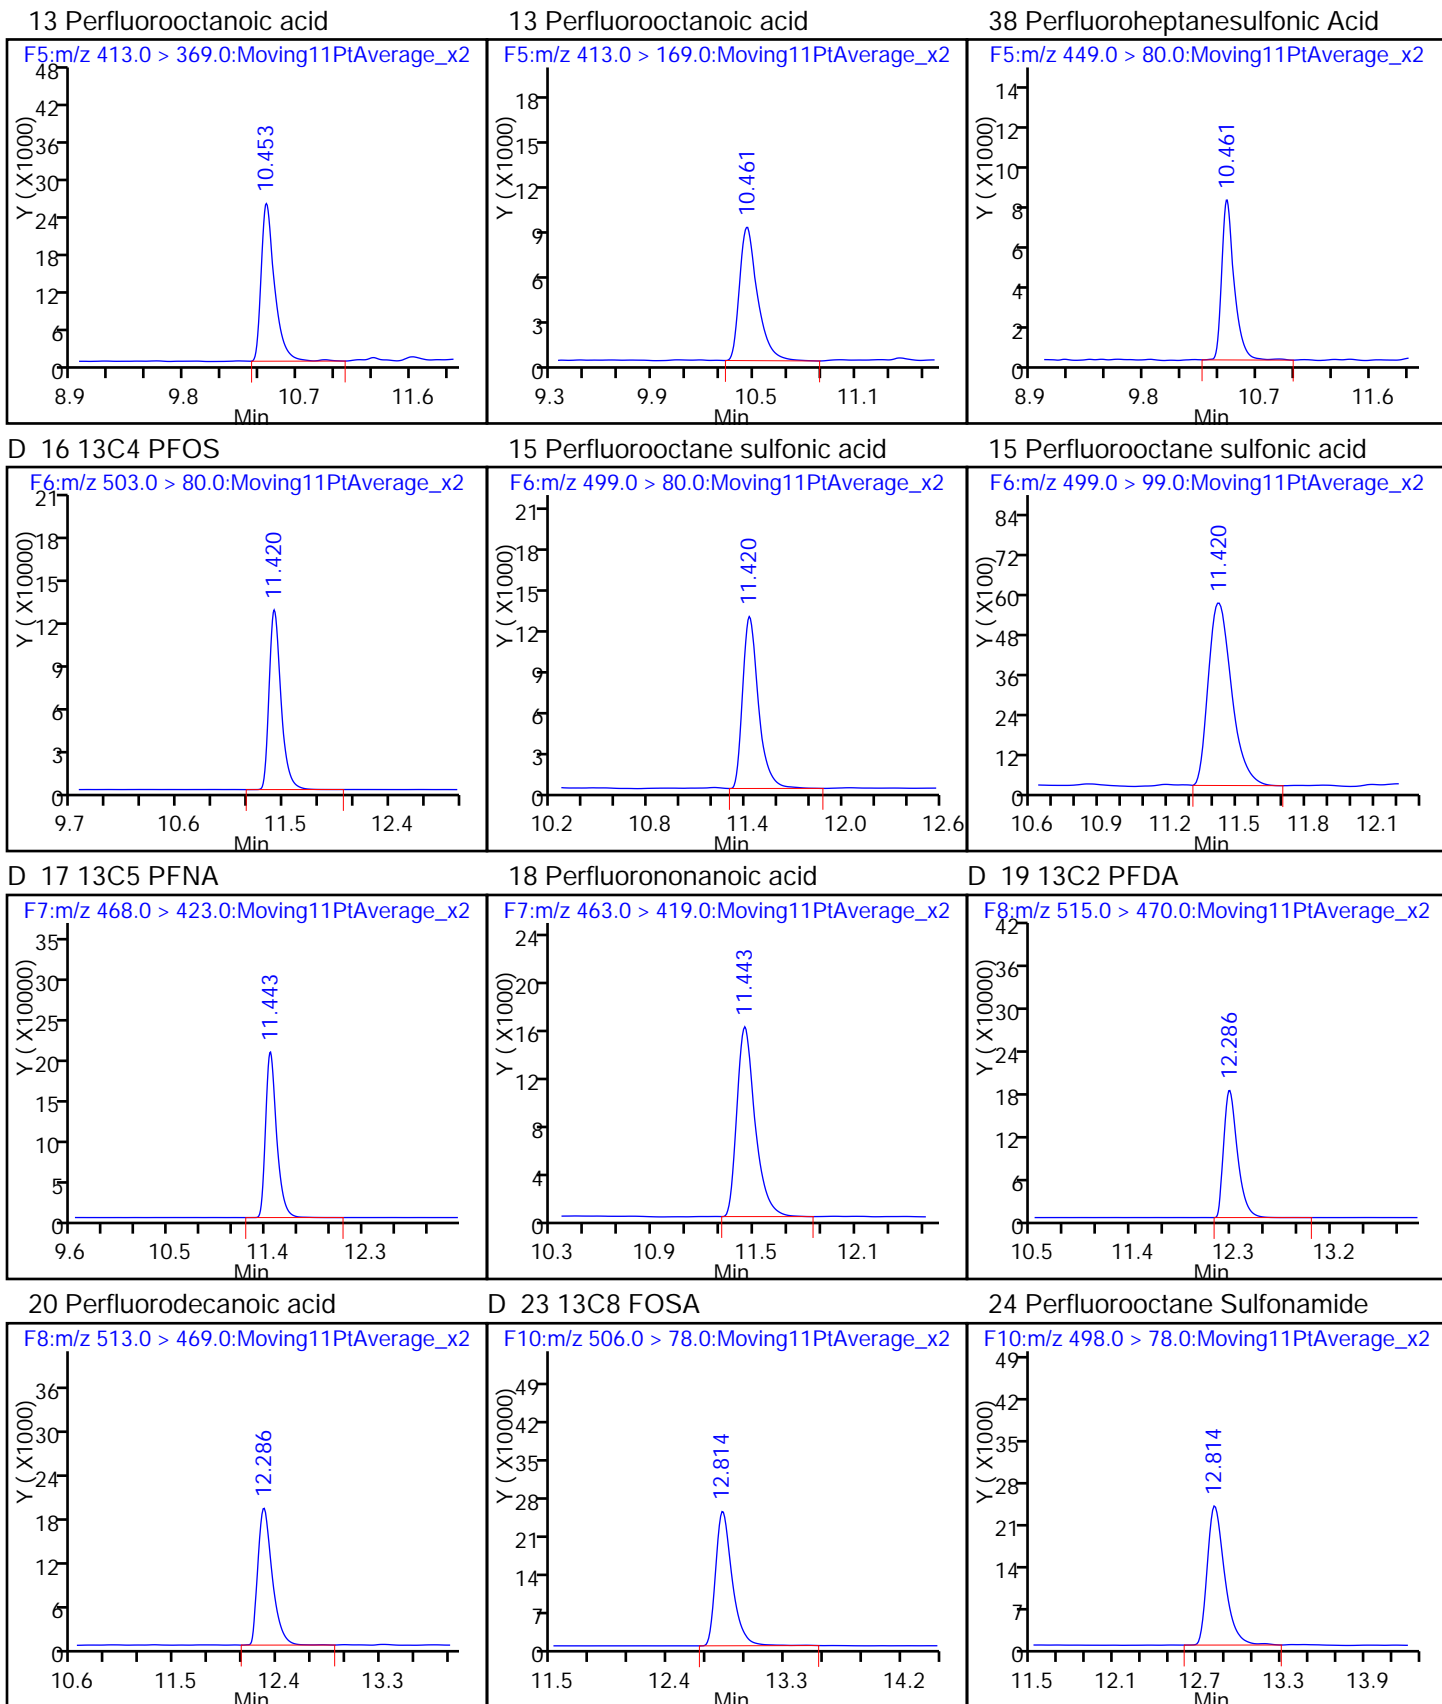 13 Perfluorooctanoic acid
F5:m/z 413.0 > 369.0:Moving11PtAverage_x2
Y ( X1000)
48
42
36
30
24
18
12
6
0
10.453
8.9 9.8 10.7 11.6
Min
13 Perfluorooctanoic acid
F5:m/z 413.0 > 169.0:Moving11PtAverage_x2
Y ( X1000)
18
15
12
9
6
3
0
10.461
9.3 9.9 10.5 11.1
Min
38 Perfluoroheptanesulfonic Acid
F5:m/z 449.0 > 80.0:Moving11PtAverage_x2
Y ( X1000)
14
12
10
8
6
4
2
0
10.461
8.9 9.8 10.7 11.6
Min
D 16 13C4 PFOS
F6:m/z 503.0 > 80.0:Moving11PtAverage_x2
Y ( X10000)
21
18
15
12
9
6
3
0
11.420
9.7 10.6 11.5 12.4
Min
15 Perfluorooctane sulfonic acid
F6:m/z 499.0 > 80.0:Moving11PtAverage_x2
Y ( X1000)
21
18
15
12
9
6
3
0
11.420
10.2 10.8 11.4 12.0 12.6
Min
15 Perfluorooctane sulfonic acid
F6:m/z 499.0 > 99.0:Moving11PtAverage_x2
Y ( X100)
84
72
60
48
36
24
12
0
11.420
10.6 10.9 11.2 11.5 11.8 12.1
Min
D 17 13C5 PFNA
F7:m/z 468.0 > 423.0:Moving11PtAverage_x2
Y ( X10000)
35
30
25
20
15
10
5
0
11.443
9.6 10.5 11.4 12.3
Min
18 Perfluorononanoic acid
F7:m/z 463.0 > 419.0:Moving11PtAverage_x2
Y ( X1000)
24
20
16
12
8
4
0
11.443
10.3 10.9 11.5 12.1
Min
D 19 13C2 PFDA
F8:m/z 515.0 > 470.0:Moving11PtAverage_x2
Y ( X10000)
42
36
30
24
18
12
6
0
12.286
10.5 11.4 12.3 13.2
Min
20 Perfluorodecanoic acid
F8:m/z 513.0 > 469.0:Moving11PtAverage_x2
Y ( X1000)
36
30
24
18
12
6
0
12.286
10.6 11.5 12.4 13.3
Min
D 23 13C8 FOSA
F10:m/z 506.0 > 78.0:Moving11PtAverage_x2
Y ( X10000)
49
42
35
28
21
14
7
0
12.814
11.5 12.4 13.3 14.2
Min
24 Perfluorooctane Sulfonamide
F10:m/z 498.0 > 78.0:Moving11PtAverage_x2
Y ( X1000)
49
42
35
28
21
14
7
0
12.814
11.5 12.1 12.7 13.3 13.9
Min